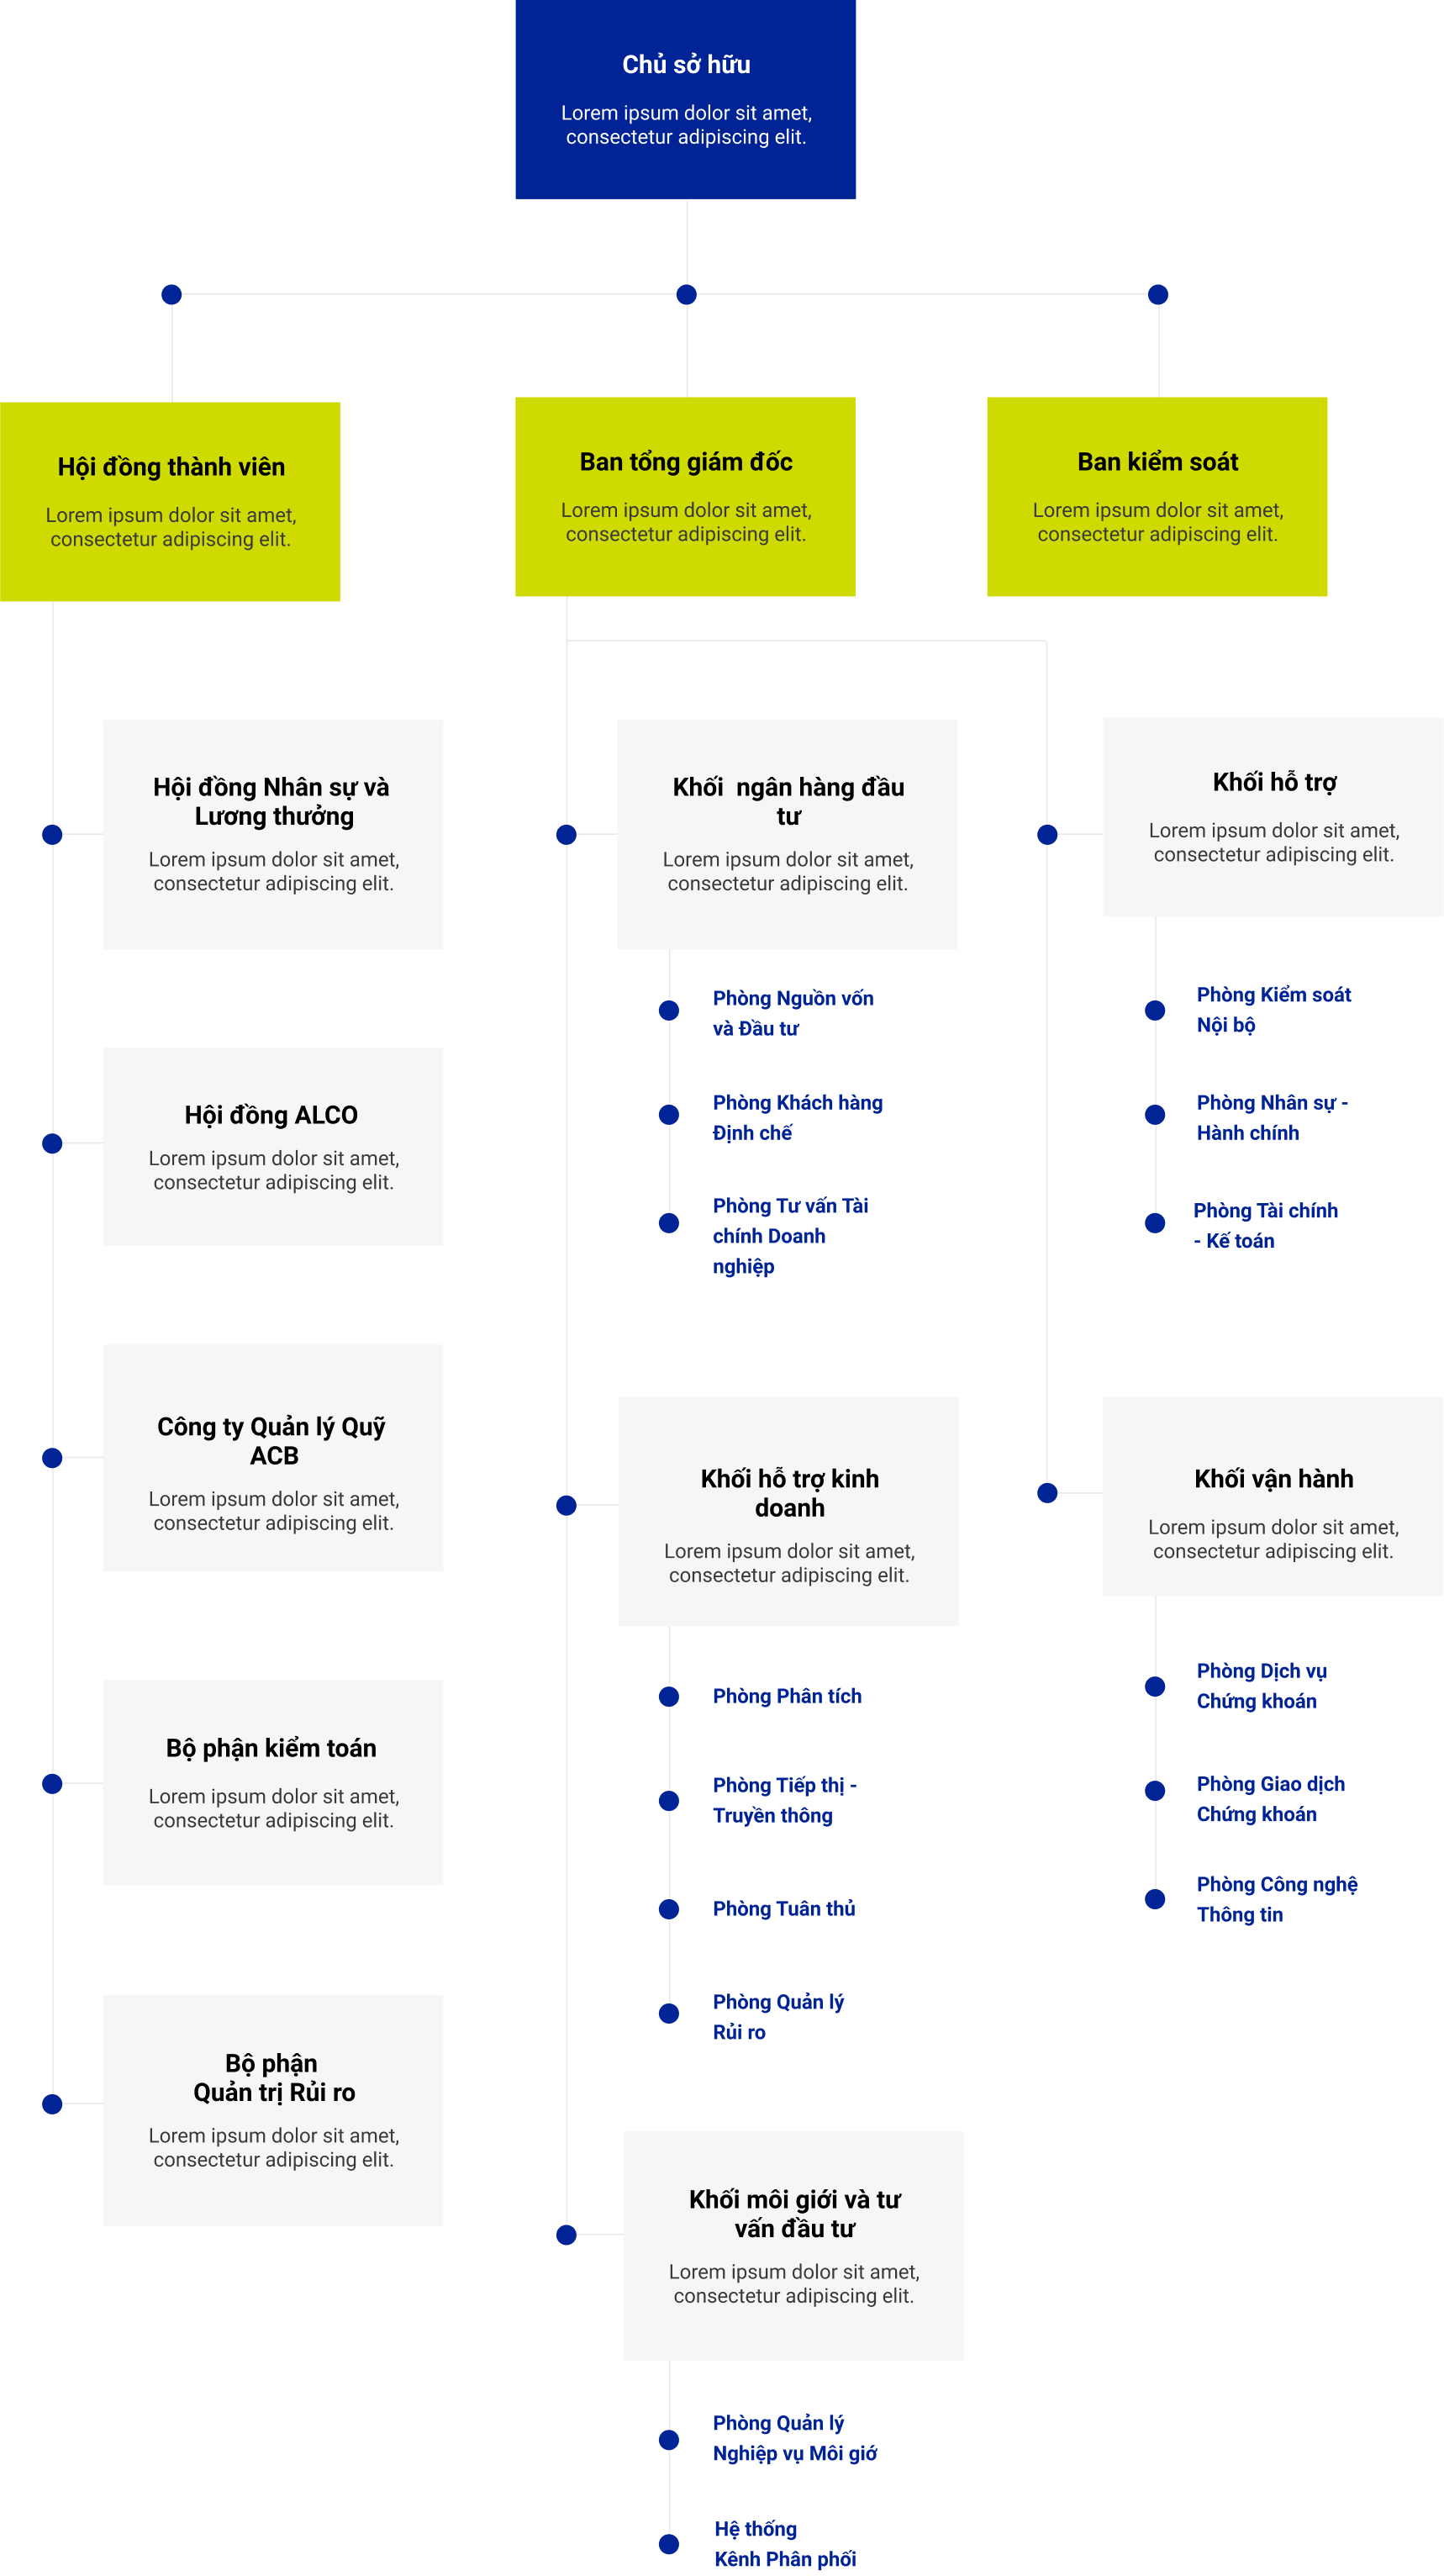 Chủ sở hữu
Lorem ipsum dolor sit amet,
consectetur adipiscing elit.
Hội đồng thành viên
Lorem ipsum dolor sit amet,
consectetur adipiscing elit.
Ban tổng giám đốc
Lorem ipsum dolor sit amet,
consectetur adipiscing elit.
Ban kiểm soát
Lorem ipsum dolor sit amet,
consectetur adipiscing elit.
Hội đồng Nhân sự và
Lương thưởng
Lorem ipsum dolor sit amet,
consectetur adipiscing elit.
Hội đồng ALCO
Lorem ipsum dolor sit amet,
consectetur adipiscing elit.
Công ty Quản lý Quỹ
ACB
Lorem ipsum dolor sit amet,
consectetur adipiscing elit.
Bộ phận kiểm toán
Lorem ipsum dolor sit amet,
consectetur adipiscing elit.
Bộ phận
Quản trị Rủi ro
Lorem ipsum dolor sit amet,
consectetur adipiscing elit.
Khối  ngân hàng đầu
tư
Lorem ipsum dolor sit amet,
consectetur adipiscing elit.
Phòng Nguồn vốn
và Đầu tư
Phòng Khách hàng
Định chế
Phòng Tư vấn Tài
chính Doanh
nghiệp
Khối hỗ trợ kinh
doanh
Lorem ipsum dolor sit amet,
consectetur adipiscing elit.
Phòng Phân tích
Phòng Tiếp thị -
Truyền thông
Phòng Tuân thủ
Phòng Quản lý
Rủi ro
Khối môi giới và tư
vấn đầu tư
Lorem ipsum dolor sit amet,
consectetur adipiscing elit.
Phòng Quản lý
Nghiệp vụ Môi giớ
Hệ thống
Kênh Phân phối
Khối hỗ trợ
Lorem ipsum dolor sit amet,
consectetur adipiscing elit.
Phòng Kiểm soát
Nội bộ
Phòng Nhân sự -
Hành chính
Phòng Tài chính
- Kế toán
Khối vận hành
Lorem ipsum dolor sit amet,
consectetur adipiscing elit.
Phòng Dịch vụ
Chứng khoán
Phòng Giao dịch
Chứng khoán
Phòng Công nghệ
Thông tin